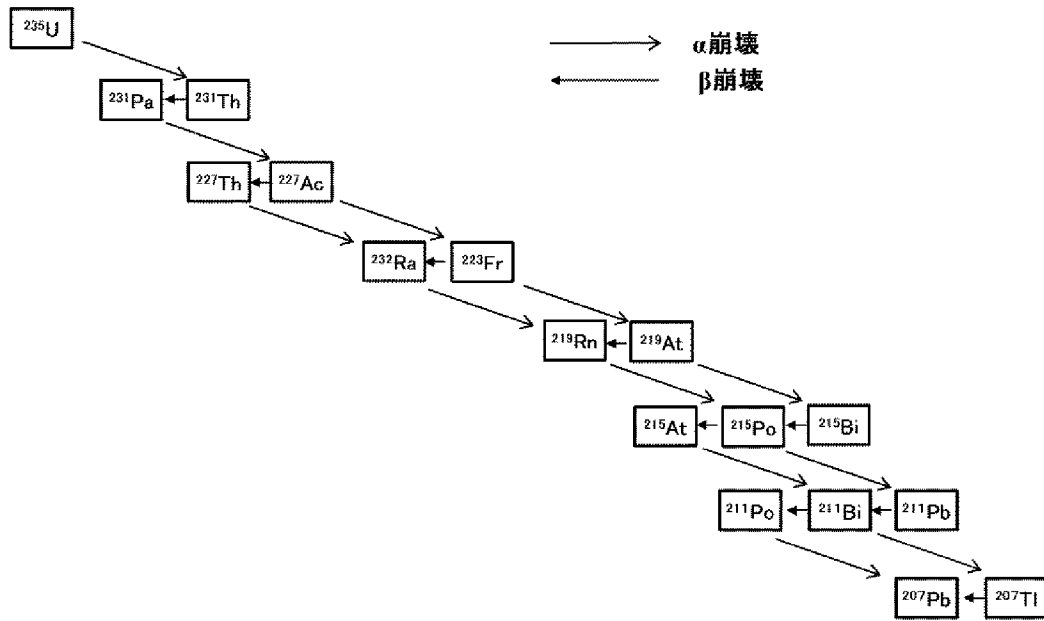 ²³⁵U
α崩壊
β崩壊
²³¹Pa ²³¹Th
²²⁷Th ²²⁷Ac
²³²Ra ²²³Fr
²¹⁹Rn ²¹⁹At
²¹⁵At ²¹⁵Po ²¹⁵Bi
²¹¹Po ²¹¹Bi ²¹¹Pb
²⁰⁷Pb ²⁰⁷Tl